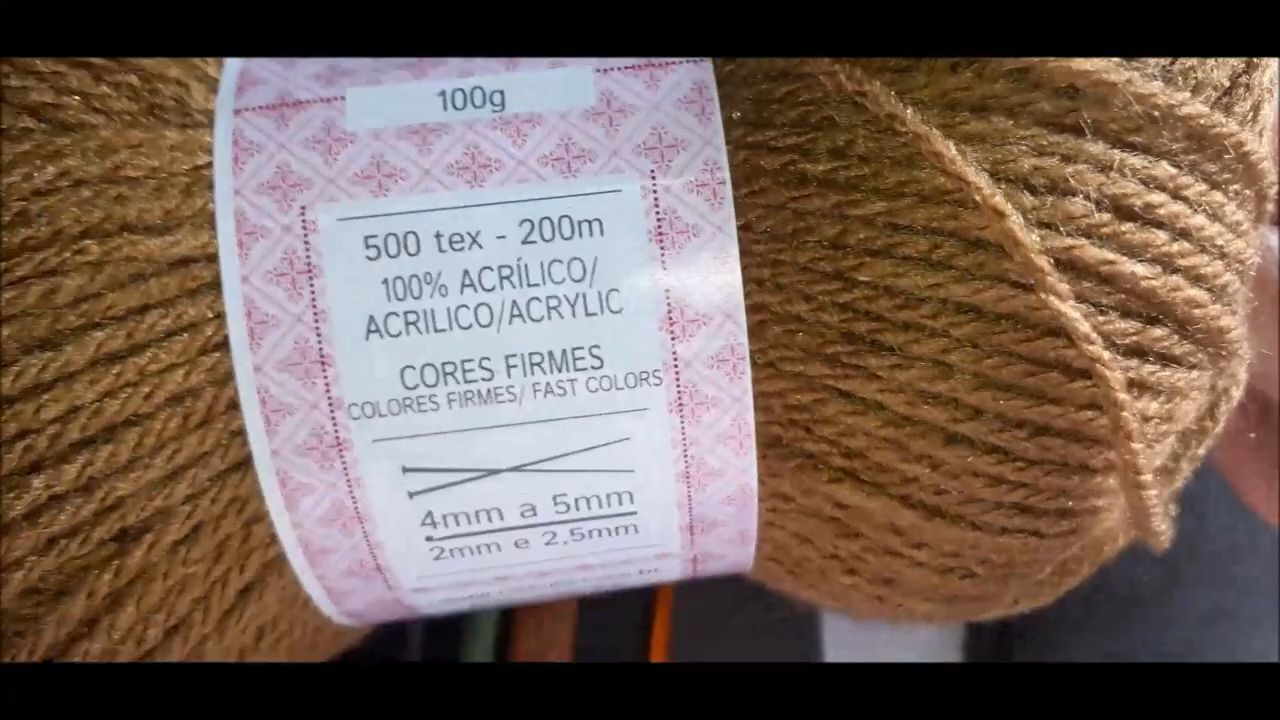 100g
500 tex - 200m
100% ACRÍLICO/
ACRILICO/ACRYLIC
CORES FIRMES
COLORES FIRMES/ FAST COLORS
4mm a 5mm
2mm e 2,5mm